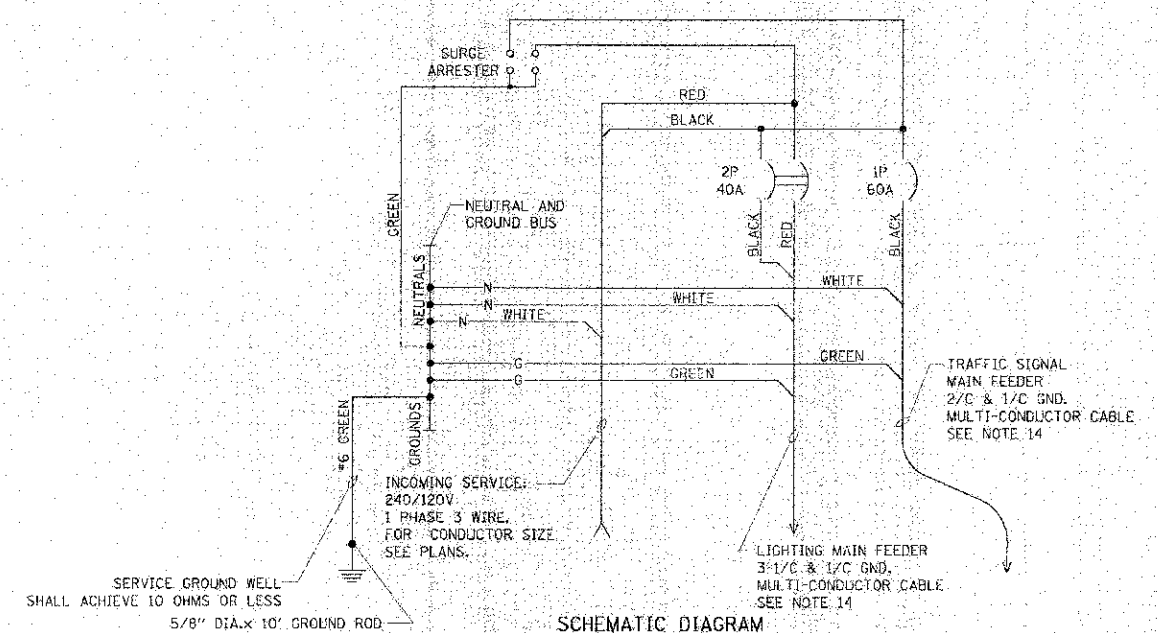 SURGE
ARRESTER
RED
BLACK
2P
40A
1P
60A
GREEN
NEUTRAL AND
GROUND BUS
BLACK
RED
BLACK
NEUTRALS
N
WHITE
N
WHITE
N
WHITE
G
GREEN
G
GREEN
TRAFFIC SIGNAL
MAIN FEEDER
2/C & 1/C GND.
MULTI-CONDUCTOR CABLE
SEE NOTE 14
#6 GREEN
GROUNDS
INCOMING SERVICE:
240/120V
1 PHASE 3 WIRE,
FOR CONDUCTOR SIZE
SEE PLANS.
LIGHTING MAIN FEEDER
3-1/C & 1/C GND.
MULTI-CONDUCTOR CABLE
SEE NOTE 14
SERVICE GROUND WELL
SHALL ACHIEVE 10 OHMS OR LESS
5/8" DIA.x 10' GROUND ROD
SCHEMATIC DIAGRAM